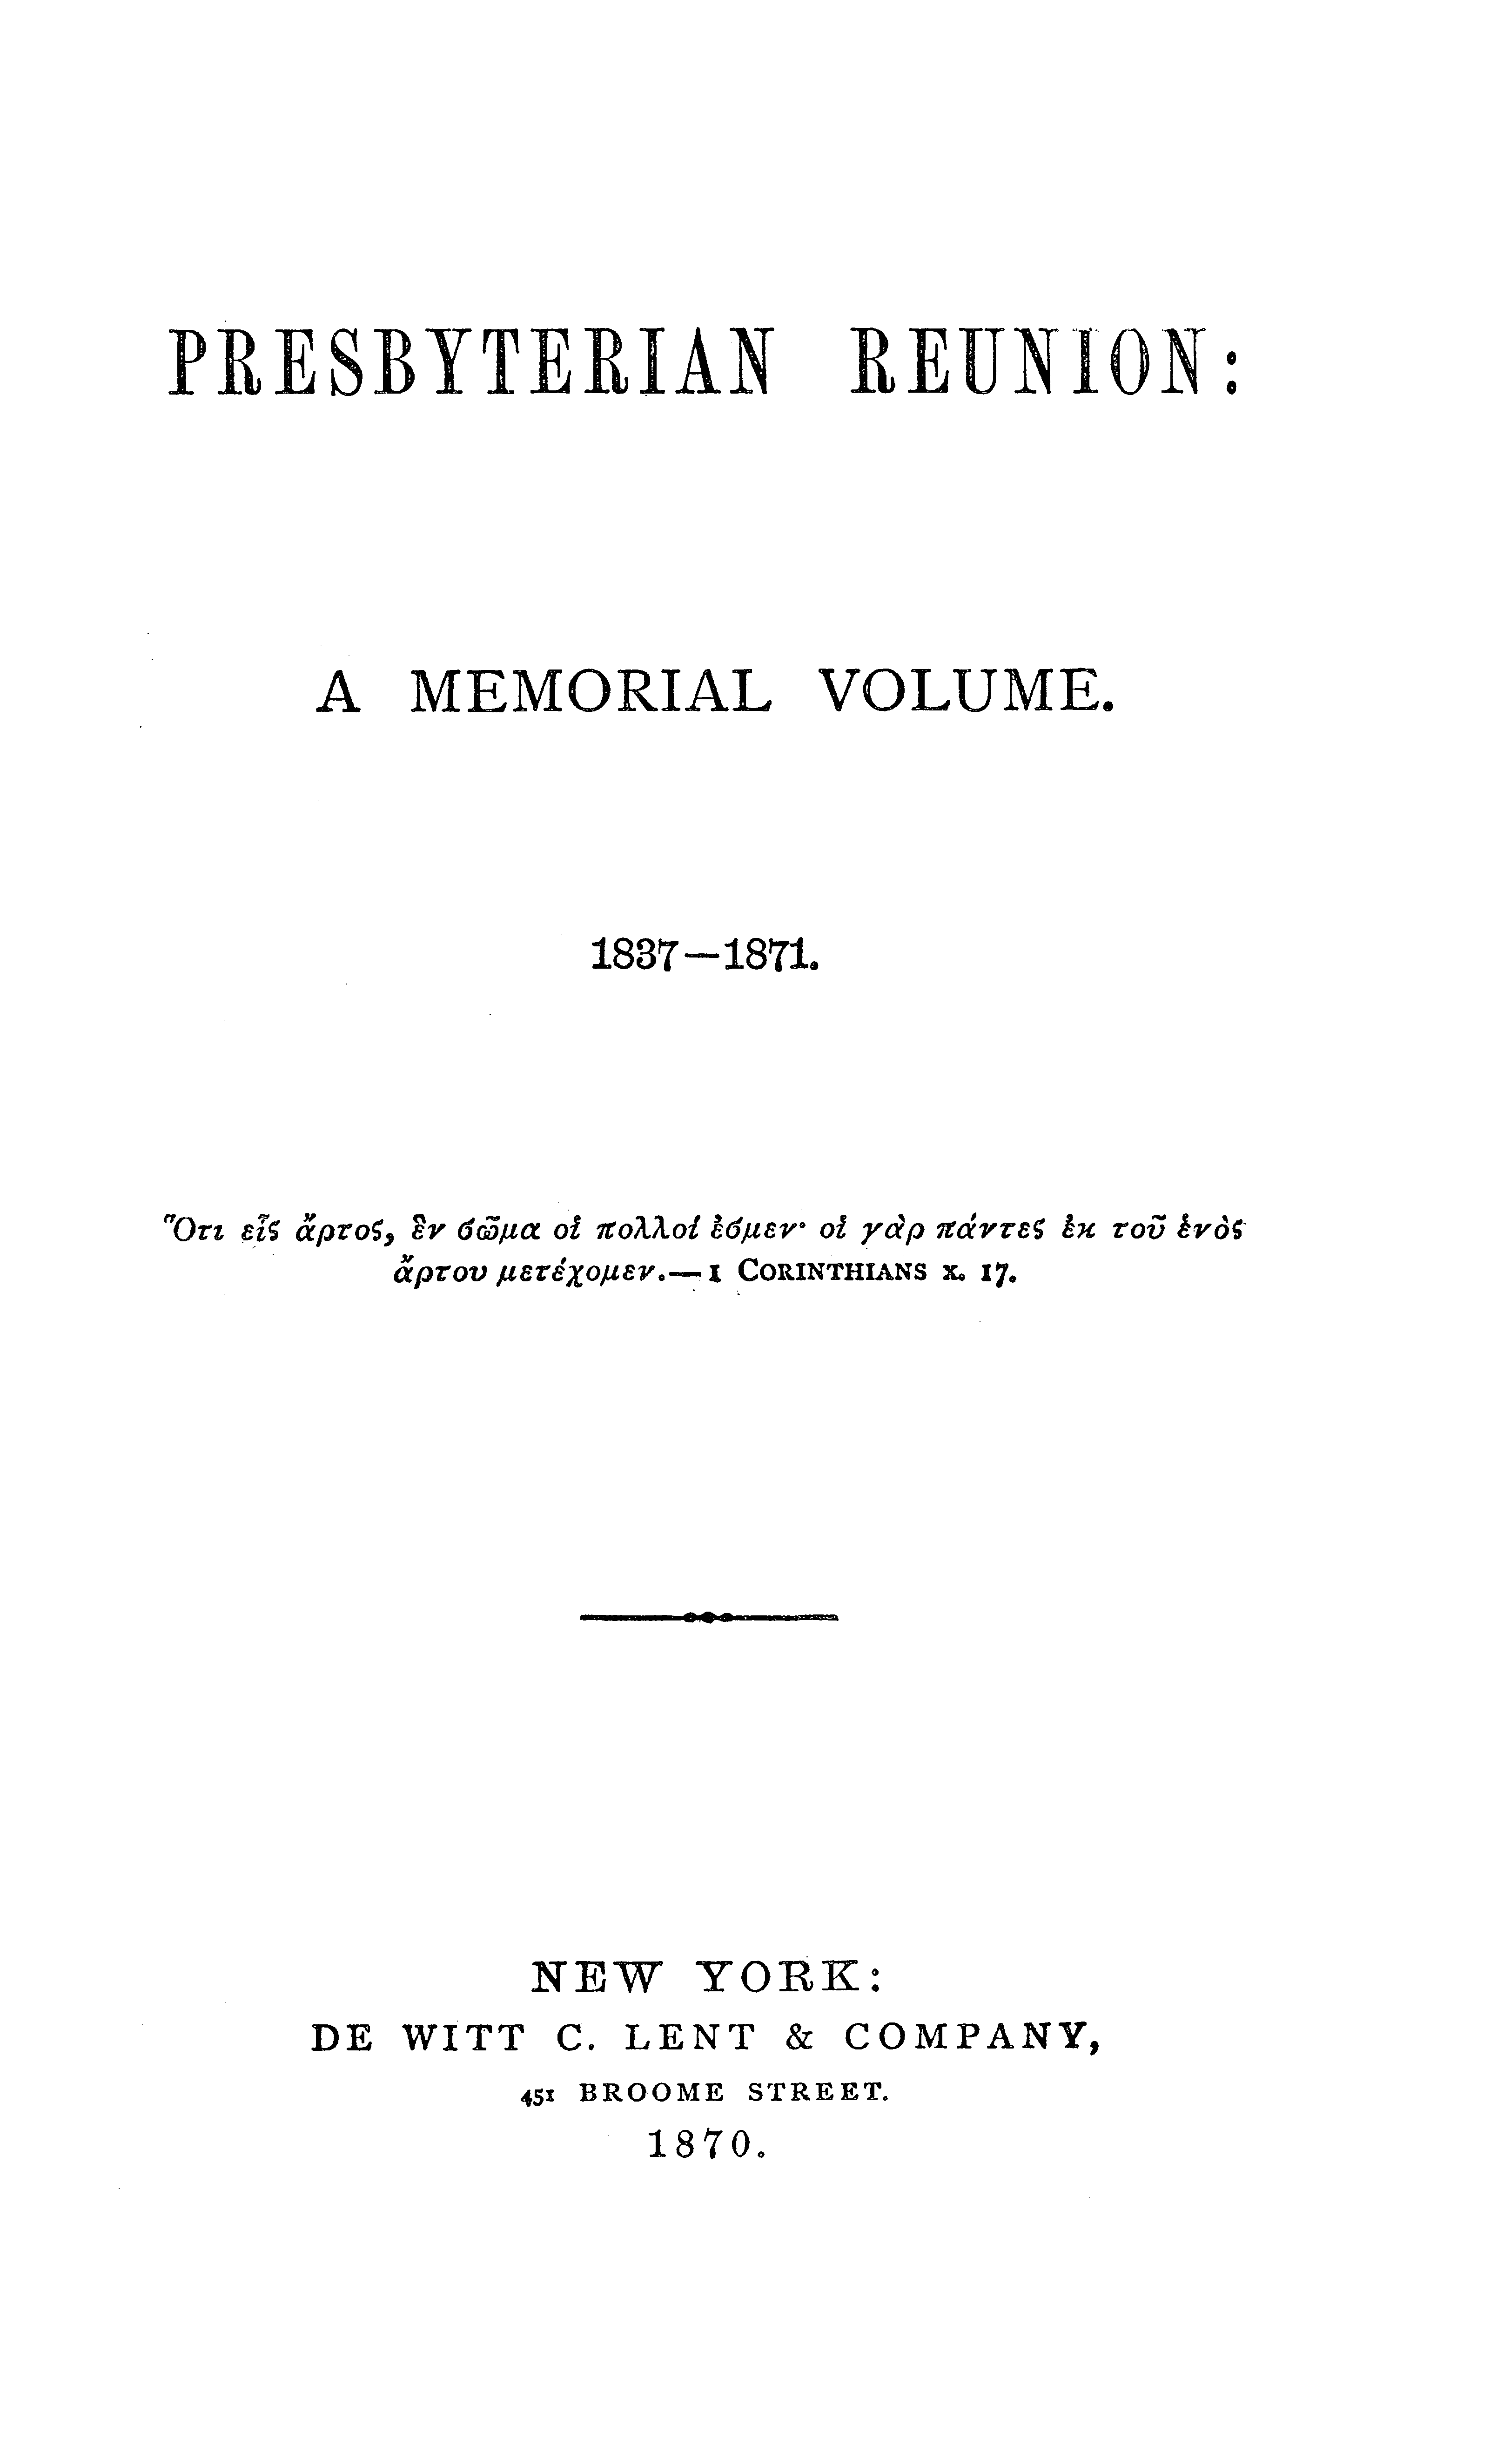 PRESBYTERIAN REUNION:
A MEMORIAL VOLUME.
1837—1871.
Ὅτι εἷς ἄρτος, ἓν σῶμα οἱ πολλοί ἐσμεν· οἱ γὰρ πάντες ἐκ τοῦ ἑνὸς
ἄρτου μετέχομεν.—1 CORINTHIANS x. 17.
NEW YORK:
DE WITT C. LENT & COMPANY,
451 BROOME STREET.
1870.